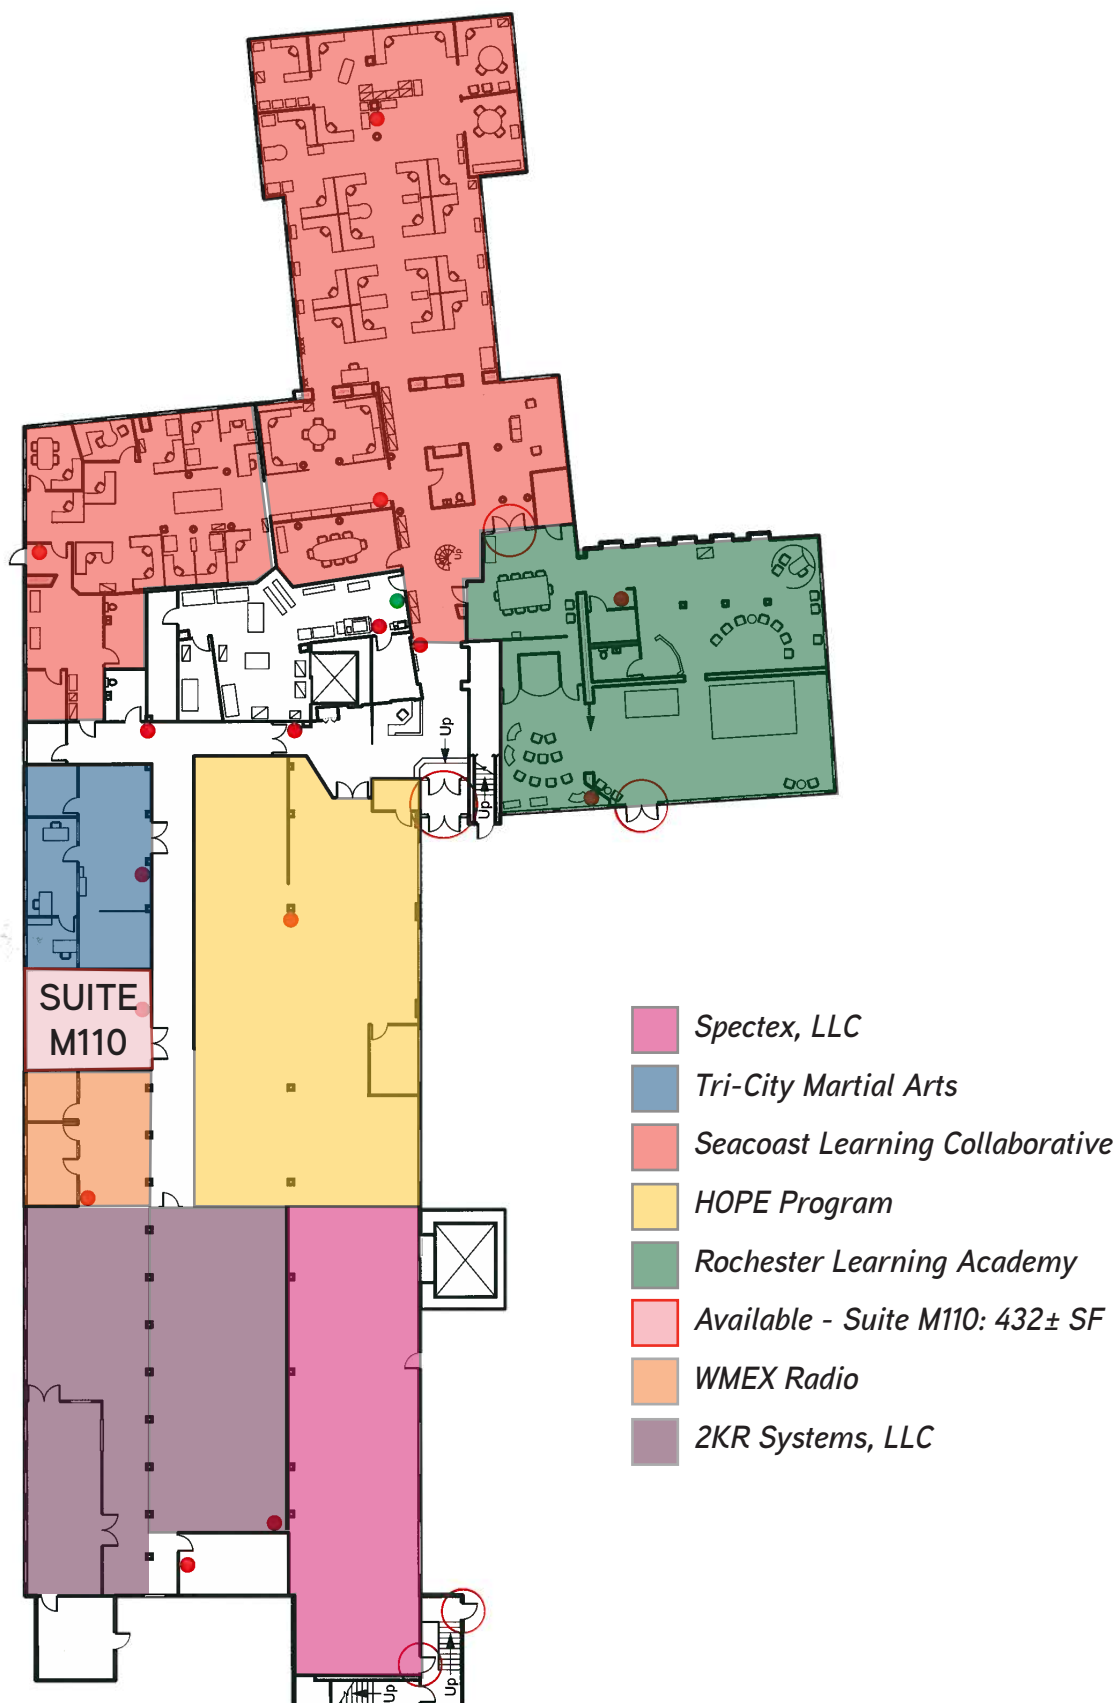 Up
Up
Up
SUITE
M110
Spectex, LLC
Tri-City Martial Arts
Seacoast Learning Collaborative
HOPE Program
Rochester Learning Academy
Available - Suite M110: 432± SF
WMEX Radio
2KR Systems, LLC
Up
Up